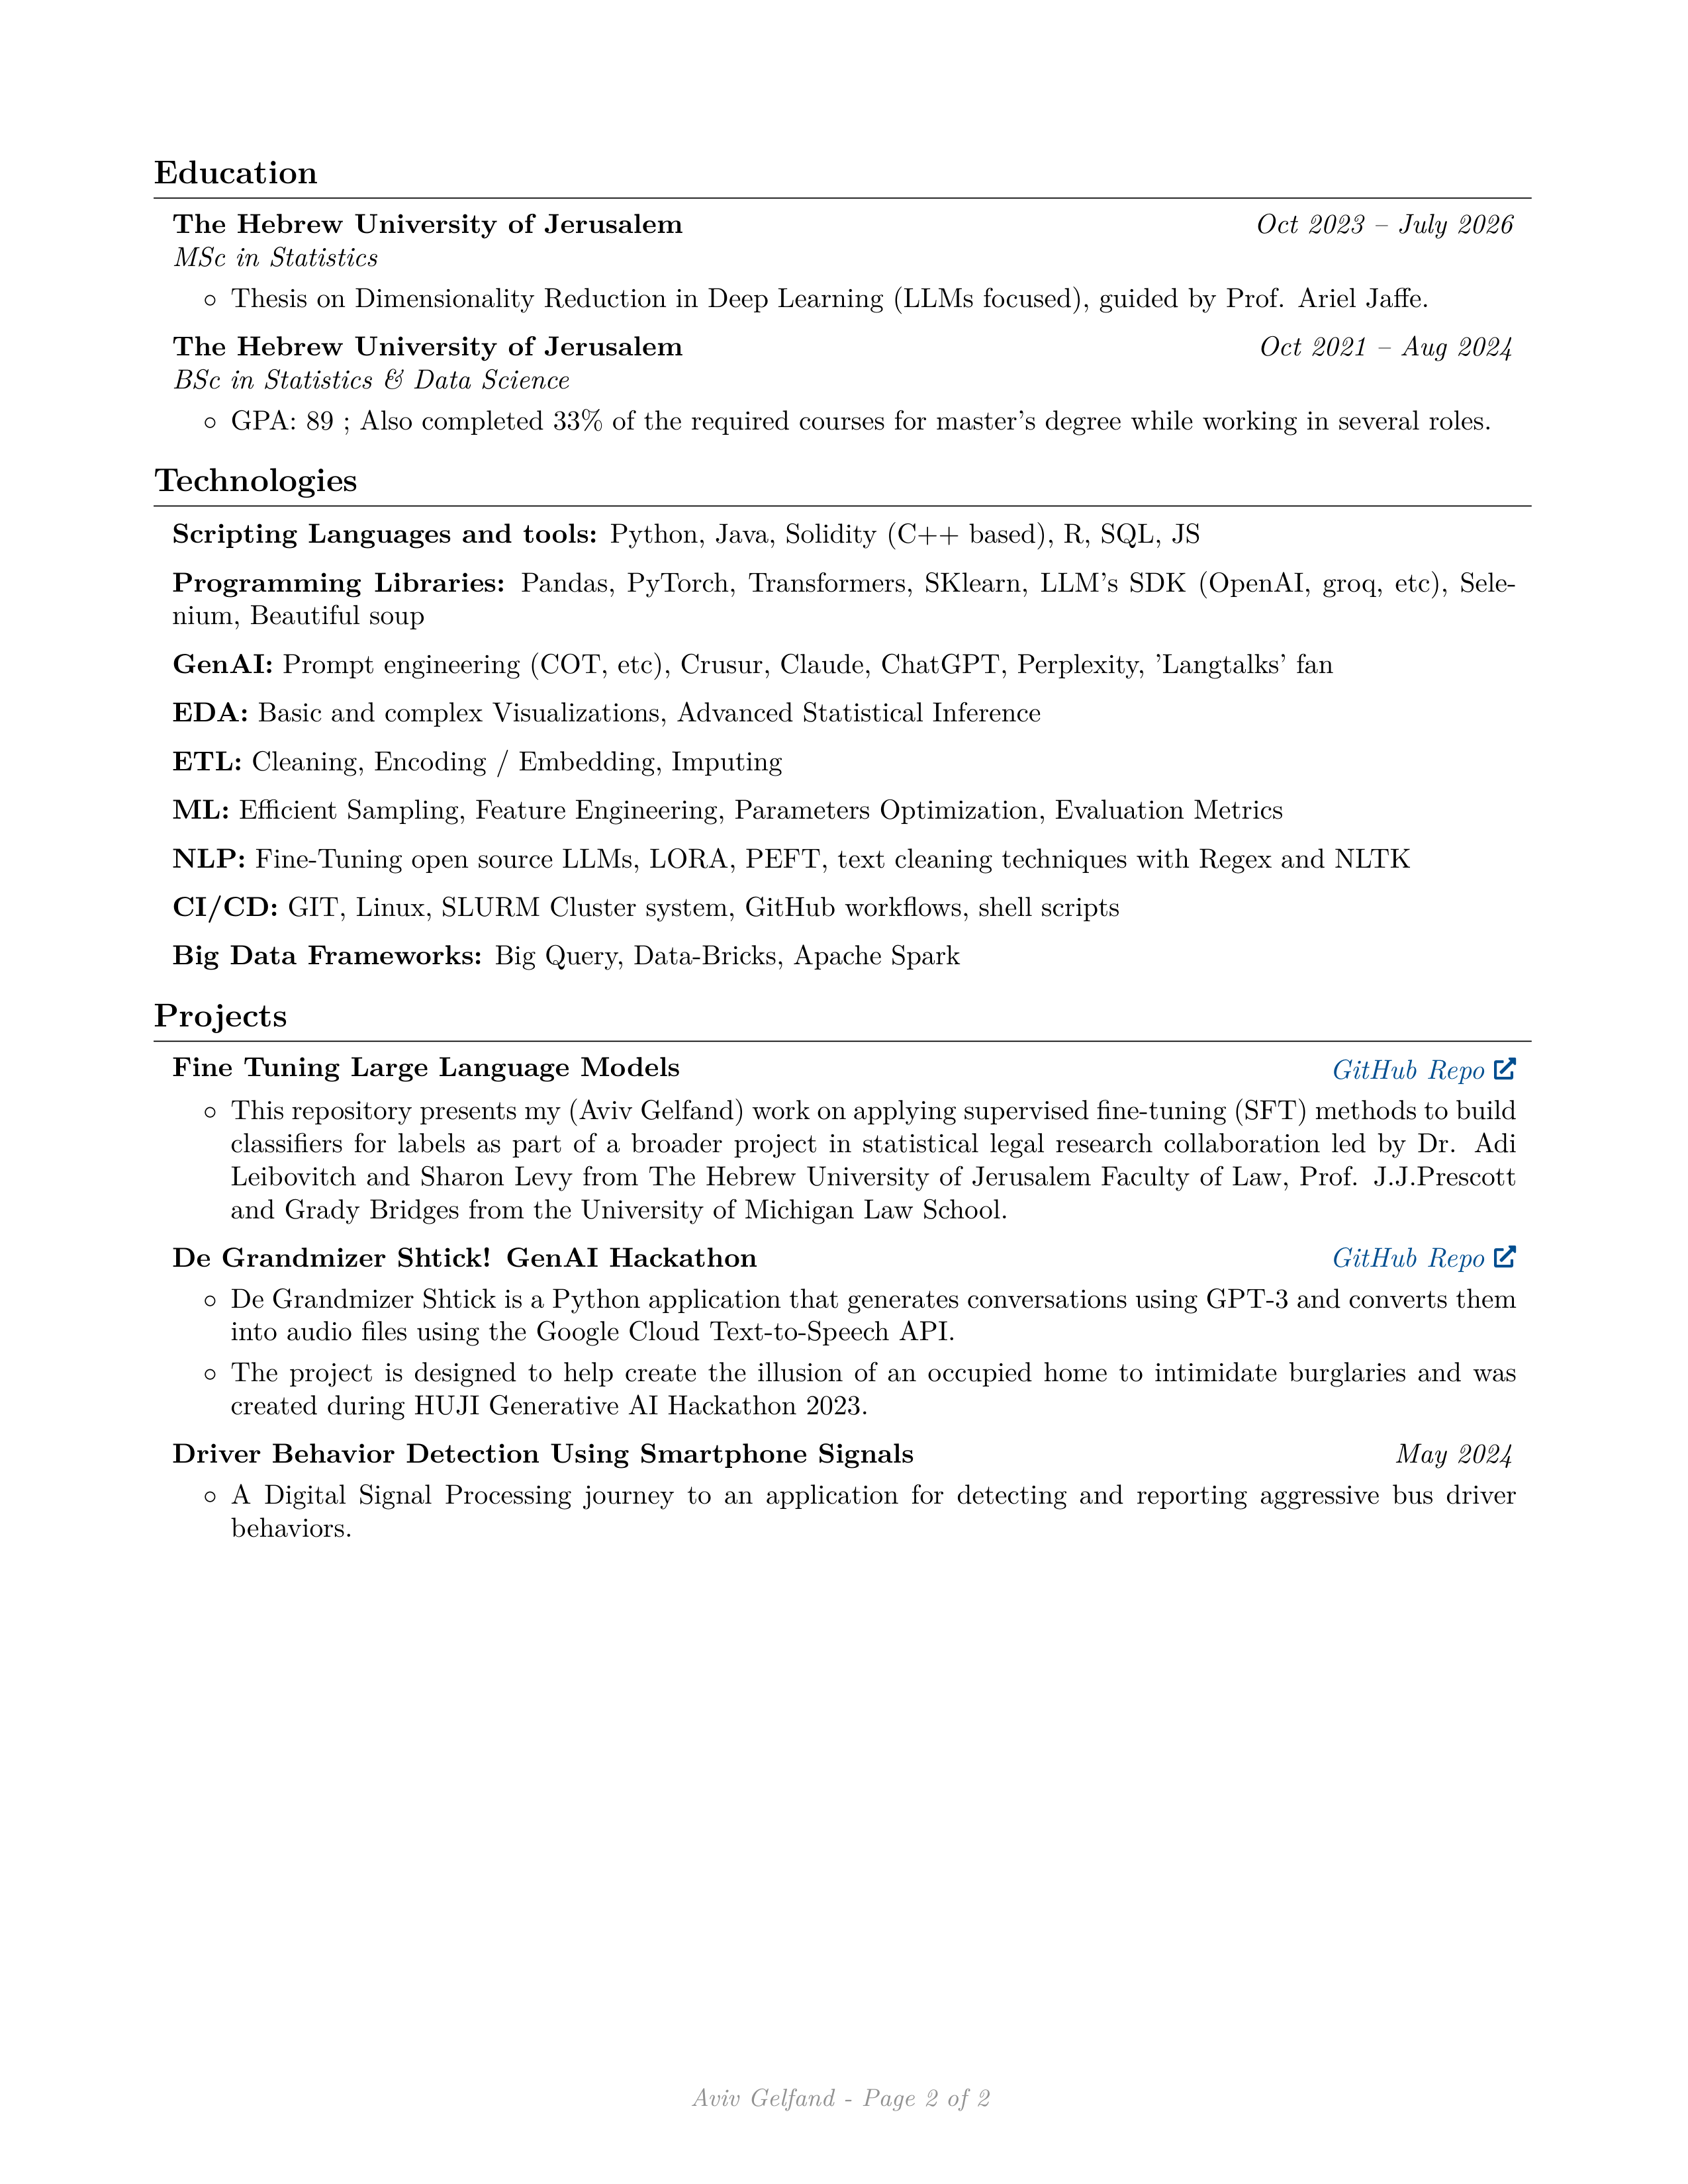 Education
The Hebrew University of Jerusalem Oct 2023 – July 2026
MSc in Statistics
◦ Thesis on Dimensionality Reduction in Deep Learning (LLMs focused), guided by Prof. Ariel Jaffe.
The Hebrew University of Jerusalem Oct 2021 – Aug 2024
BSc in Statistics & Data Science
◦ GPA: 89 ; Also completed 33% of the required courses for master's degree while working in several roles.
Technologies
Scripting Languages and tools: Python, Java, Solidity (C++ based), R, SQL, JS
Programming Libraries: Pandas, PyTorch, Transformers, SKlearn, LLM's SDK (OpenAI, groq, etc), Sele-
nium, Beautiful soup
GenAI: Prompt engineering (COT, etc), Crusur, Claude, ChatGPT, Perplexity, 'Langtalks' fan
EDA: Basic and complex Visualizations, Advanced Statistical Inference
ETL: Cleaning, Encoding / Embedding, Imputing
ML: Efficient Sampling, Feature Engineering, Parameters Optimization, Evaluation Metrics
NLP: Fine-Tuning open source LLMs, LORA, PEFT, text cleaning techniques with Regex and NLTK
CI/CD: GIT, Linux, SLURM Cluster system, GitHub workflows, shell scripts
Big Data Frameworks: Big Query, Data-Bricks, Apache Spark
Projects
Fine Tuning Large Language Models GitHub Repo
◦ This repository presents my (Aviv Gelfand) work on applying supervised fine-tuning (SFT) methods to build
classifiers for labels as part of a broader project in statistical legal research collaboration led by Dr. Adi
Leibovitch and Sharon Levy from The Hebrew University of Jerusalem Faculty of Law, Prof. J.J.Prescott
and Grady Bridges from the University of Michigan Law School.
De Grandmizer Shtick! GenAI Hackathon GitHub Repo
◦ De Grandmizer Shtick is a Python application that generates conversations using GPT-3 and converts them
into audio files using the Google Cloud Text-to-Speech API.
◦ The project is designed to help create the illusion of an occupied home to intimidate burglaries and was
created during HUJI Generative AI Hackathon 2023.
Driver Behavior Detection Using Smartphone Signals May 2024
◦ A Digital Signal Processing journey to an application for detecting and reporting aggressive bus driver
behaviors.
Aviv Gelfand - Page 2 of 2